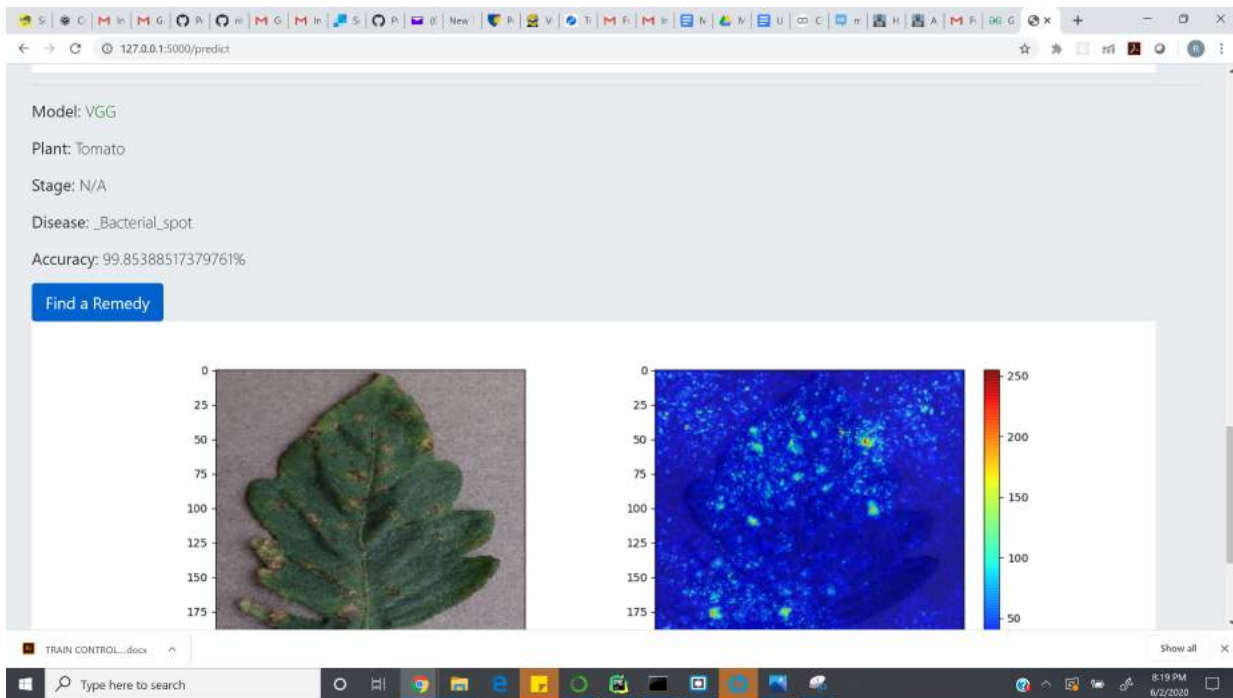 New
127.0.0.1:5000/predict
Model: VGG
Plant: Tomato
Stage: N/A
Disease: _Bacterial_spot
Accuracy: 99.85388517379761%
Find a Remedy
0
25
50
75
100
125
150
175
0
25
50
75
100
125
150
175
250
200
150
100
50
TRAIN CONTROL...docx
Show all
Type here to search
8:19 PM
6/2/2020